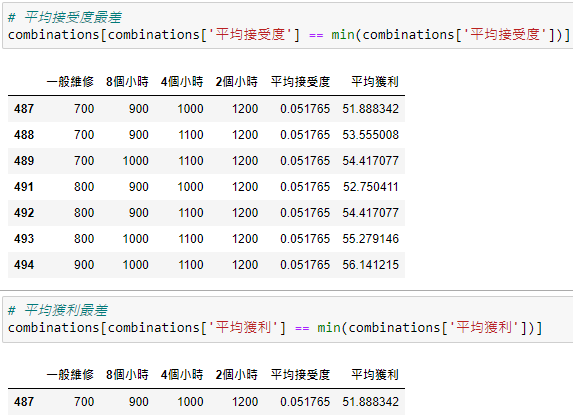 # 平均接受度最差
combinations[combinations['平均接受度'] == min(combinations['平均接受度'])]
一般維修 8個小時 4個小時 2個小時 平均接受度 平均獲利
487 700 900 1000 1200 0.051765 51.888342
488 700 900 1100 1200 0.051765 53.555008
489 700 1000 1100 1200 0.051765 54.417077
491 800 900 1000 1200 0.051765 52.750411
492 800 900 1100 1200 0.051765 54.417077
493 800 1000 1100 1200 0.051765 55.279146
494 900 1000 1100 1200 0.051765 56.141215
# 平均獲利最差
combinations[combinations['平均獲利'] == min(combinations['平均獲利'])]
一般維修 8個小時 4個小時 2個小時 平均接受度 平均獲利
487 700 900 1000 1200 0.051765 51.888342